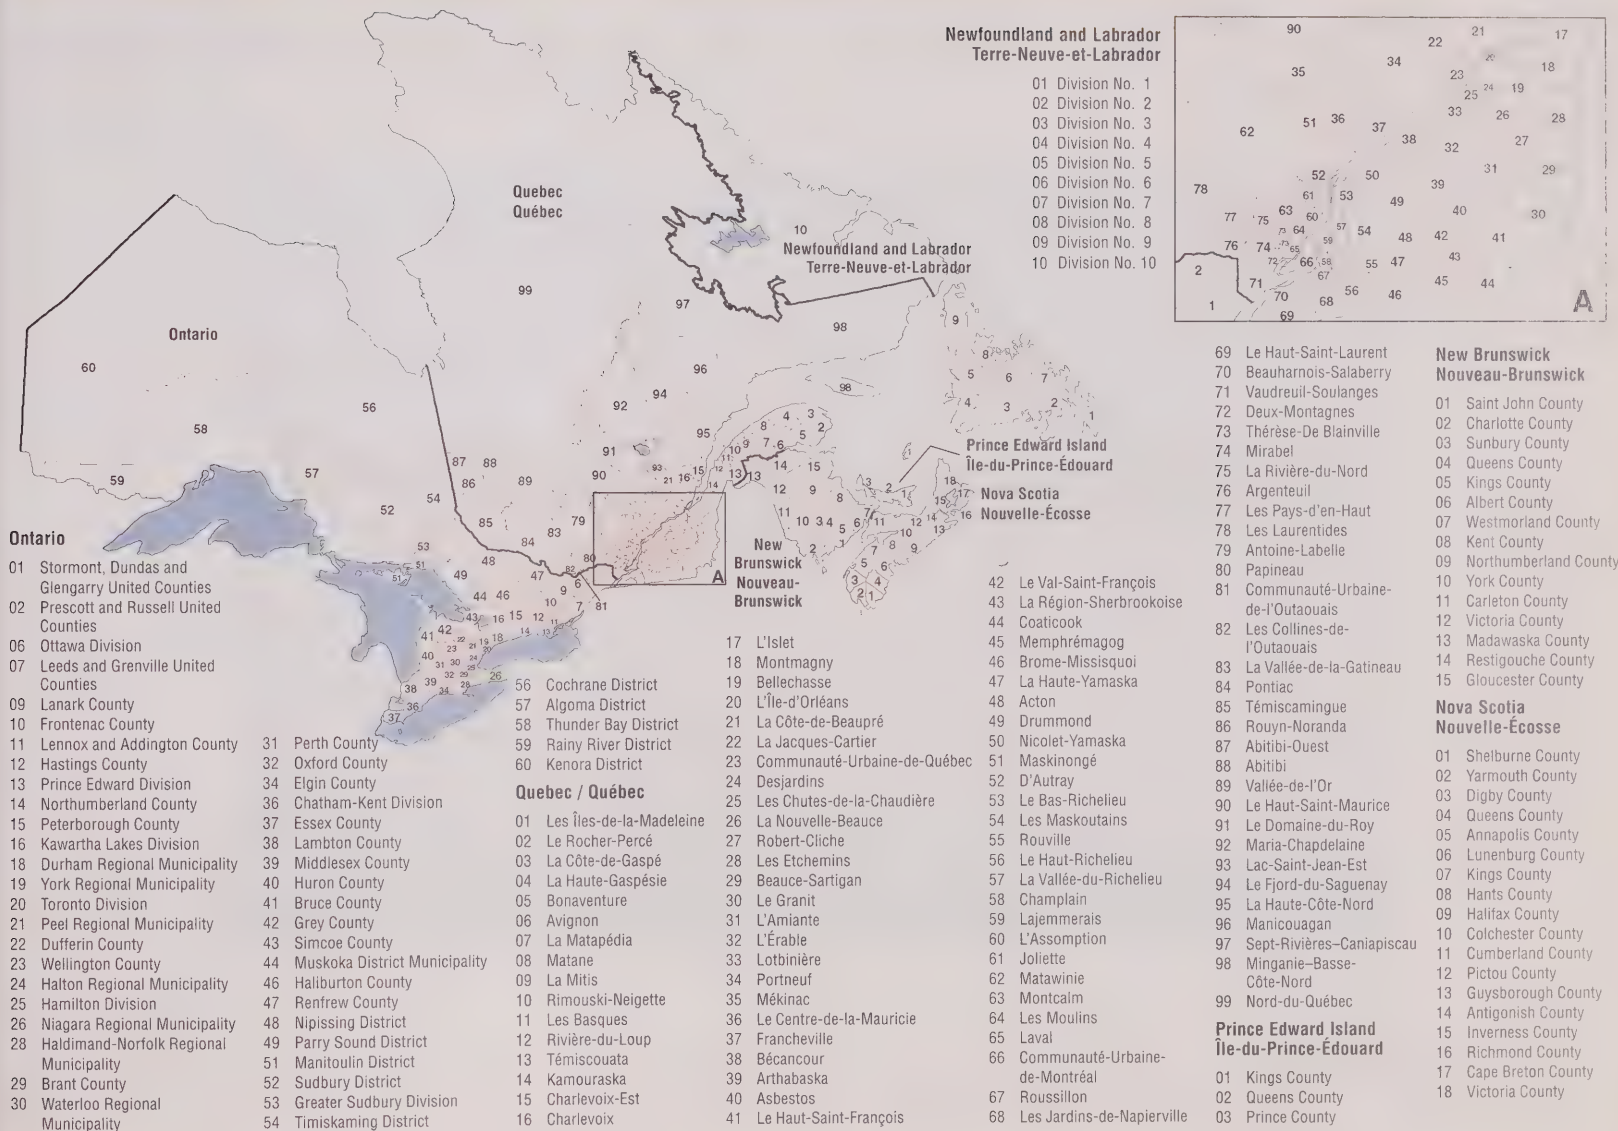 Newfoundland and Labrador
Terre-Neuve-et-Labrador
01 Division No. 1
02 Division No. 2
03 Division No. 3
04 Division No. 4
05 Division No. 5
06 Division No. 6
07 Division No. 7
08 Division No. 8
09 Division No. 9
10 Division No. 10
Quebec
Québec
10
Newfoundland and Labrador
Terre-Neuve-et-Labrador
99
97
98
Ontario
60
56
58
59
57
Prince Edward Island
Île-du-Prince-Édouard
Nova Scotia
Nouvelle-Écosse
New
Brunswick
Nouveau-
Brunswick
A
A
Ontario
01 Stormont, Dundas and
Glengarry United Counties
02 Prescott and Russell United
Counties
06 Ottawa Division
07 Leeds and Grenville United
Counties
09 Lanark County
10 Frontenac County
11 Lennox and Addington County
12 Hastings County
13 Prince Edward Division
14 Northumberland County
15 Peterborough County
16 Kawartha Lakes Division
18 Durham Regional Municipality
19 York Regional Municipality
20 Toronto Division
21 Peel Regional Municipality
22 Dufferin County
23 Wellington County
24 Halton Regional Municipality
25 Hamilton Division
26 Niagara Regional Municipality
28 Haldimand-Norfolk Regional
Municipality
29 Brant County
30 Waterloo Regional
Municipality
31 Perth County
32 Oxford County
34 Elgin County
36 Chatham-Kent Division
37 Essex County
38 Lambton County
39 Middlesex County
40 Huron County
41 Bruce County
42 Grey County
43 Simcoe County
44 Muskoka District Municipality
46 Haliburton County
47 Renfrew County
48 Nipissing District
49 Parry Sound District
51 Manitoulin District
52 Sudbury District
53 Greater Sudbury Division
54 Timiskaming District
56 Cochrane District
57 Algoma District
58 Thunder Bay District
59 Rainy River District
60 Kenora District
Quebec / Québec
01 Les Îles-de-la-Madeleine
02 Le Rocher-Percé
03 La Côte-de-Gaspé
04 La Haute-Gaspésie
05 Bonaventure
06 Avignon
07 La Matapédia
08 Matane
09 La Mitis
10 Rimouski-Neigette
11 Les Basques
12 Rivière-du-Loup
13 Témiscouata
14 Kamouraska
15 Charlevoix-Est
16 Charlevoix
17 L'Islet
18 Montmagny
19 Bellechasse
20 L'Île-d'Orléans
21 La Côte-de-Beaupré
22 La Jacques-Cartier
23 Communauté-Urbaine-de-Québec
24 Desjardins
25 Les Chutes-de-la-Chaudière
26 La Nouvelle-Beauce
27 Robert-Cliche
28 Les Etchemins
29 Beauce-Sartigan
30 Le Granit
31 L'Amiante
32 L'Érable
33 Lotbinière
34 Portneuf
35 Mékinac
36 Le Centre-de-la-Mauricie
37 Francheville
38 Bécancour
39 Arthabaska
40 Asbestos
41 Le Haut-Saint-François
42 Le Val-Saint-François
43 La Région-Sherbrookoise
44 Coaticook
45 Memphrémagog
46 Brome-Missisquoi
47 La Haute-Yamaska
48 Acton
49 Drummond
50 Nicolet-Yamaska
51 Maskinongé
52 D'Autray
53 Le Bas-Richelieu
54 Les Maskoutains
55 Rouville
56 Le Haut-Richelieu
57 La Vallée-du-Richelieu
58 Champlain
59 Lajemmerais
60 L'Assomption
61 Joliette
62 Matawinie
63 Montcalm
64 Les Moulins
65 Laval
66 Communauté-Urbaine-
de-Montréal
67 Roussillon
68 Les Jardins-de-Napierville
69 Le Haut-Saint-Laurent
70 Beauharnois-Salaberry
71 Vaudreuil-Soulanges
72 Deux-Montagnes
73 Thérèse-De Blainville
74 Mirabel
75 La Rivière-du-Nord
76 Argenteuil
77 Les Pays-d'en-Haut
78 Les Laurentides
79 Antoine-Labelle
80 Papineau
81 Communauté-Urbaine-
de-l'Outaouais
82 Les Collines-de-
l'Outaouais
83 La Vallée-de-la-Gatineau
84 Pontiac
85 Témiscamingue
86 Rouyn-Noranda
87 Abitibi-Ouest
88 Abitibi
89 Vallée-de-l'Or
90 Le Haut-Saint-Maurice
91 Le Domaine-du-Roy
92 Maria-Chapdelaine
93 Lac-Saint-Jean-Est
94 Le Fjord-du-Saguenay
95 La Haute-Côte-Nord
96 Manicouagan
97 Sept-Rivières–Caniapiscau
98 Minganie–Basse-
Côte-Nord
99 Nord-du-Québec
Prince Edward Island
Île-du-Prince-Édouard
01 Kings County
02 Queens County
03 Prince County
New Brunswick
Nouveau-Brunswick
01 Saint John County
02 Charlotte County
03 Sunbury County
04 Queens County
05 Kings County
06 Albert County
07 Westmorland County
08 Kent County
09 Northumberland County
10 York County
11 Carleton County
12 Victoria County
13 Madawaska County
14 Restigouche County
15 Gloucester County
Nova Scotia
Nouvelle-Écosse
01 Shelburne County
02 Yarmouth County
03 Digby County
04 Queens County
05 Annapolis County
06 Lunenburg County
07 Kings County
08 Hants County
09 Halifax County
10 Colchester County
11 Cumberland County
12 Pictou County
13 Guysborough County
14 Antigonish County
15 Inverness County
16 Richmond County
17 Cape Breton County
18 Victoria County